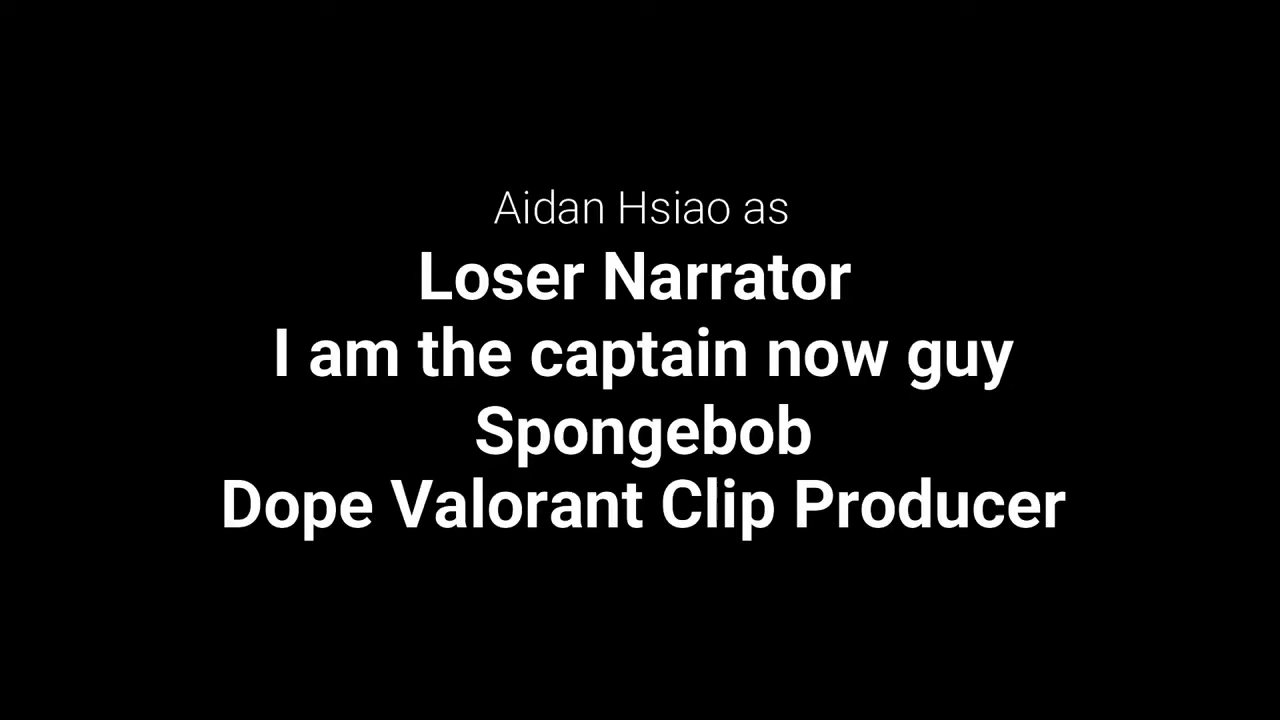 Aidan Hsiao as
Loser Narrator
I am the captain now guy
Spongebob
Dope Valorant Clip Producer